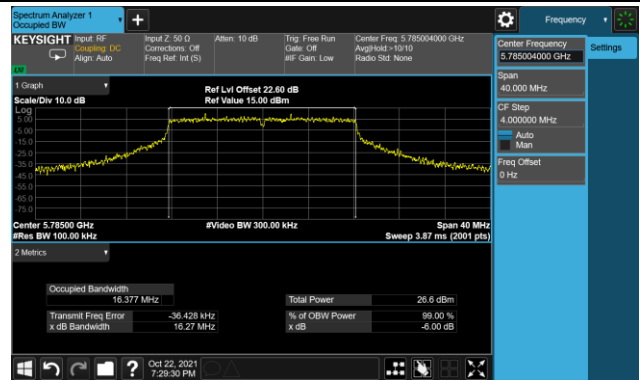 Spectrum Analyzer 1
Occupied BW
Frequency
KEYSIGHT
Input: RF
Coupling: DC
Align: Auto
Input Z: 50 Ω
Corrections: Off
Freq Ref: Int (S)
Atten: 10 dB
Trig: Free Run
Gate: Off
#IF Gain: Low
Center Freq: 5.785004000 GHz
Avg|Hold:>10/10
Radio Std: None
Center Frequency
5.785004000 GHz
Settings
Span
40.000 MHz
CF Step
4.000000 MHz
Auto
Man
Freq Offset
0 Hz
1 Graph
Scale/Div 10.0 dB
Ref Lvl Offset 22.60 dB
Ref Value 15.00 dBm
Log
5.00
-5.00
-15.0
-25.0
-35.0
-45.0
-55.0
-65.0
-75.0
Center 5.78500 GHz
#Res BW 100.00 kHz
#Video BW 300.00 kHz
Span 40 MHz
Sweep 3.87 ms (2001 pts)
2 Metrics
Occupied Bandwidth
16.377 MHz
Total Power 26.6 dBm
Transmit Freq Error -36.428 kHz
% of OBW Power 99.00 %
x dB Bandwidth 16.27 MHz
x dB -6.00 dB
Oct 22, 2021
7:29:30 PM